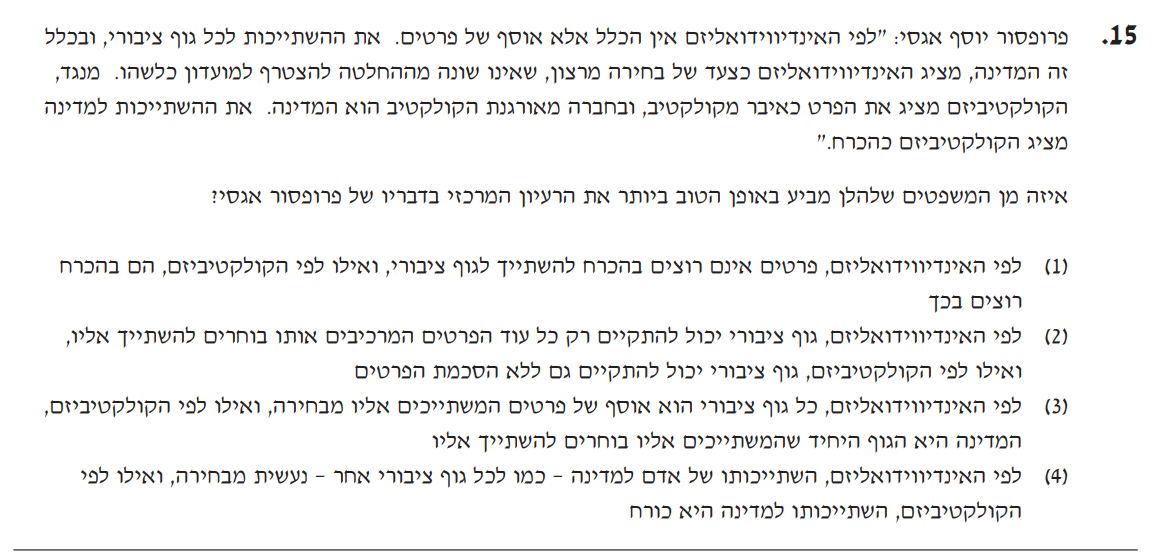 15. פרופסור יוסף אגסי: "לפי האינדיווידואליזם אין הכלל אלא אוסף של פרטים. את ההשתייכות לכל גוף ציבורי, ובכלל
זה המדינה, מציג האינדיווידואליזם כצעד של בחירה מרצון, שאינו שונה מההחלטה להצטרף למועדון כלשהו. מנגד,
הקולקטיביזם מציג את הפרט כאיבר מקולקטיב, ובחברה מאורגנת הקולקטיב הוא המדינה. את ההשתייכות למדינה
מציג הקולקטיביזם כהכרח."
איזה מן המשפטים שלהלן מביע באופן הטוב ביותר את הרעיון המרכזי בדבריו של פרופסור אגסי?
(1) לפי האינדיווידואליזם, פרטים אינם רוצים בהכרח להשתייך לגוף ציבורי, ואילו לפי הקולקטיביזם, הם בהכרח
רוצים בכך
(2) לפי האינדיווידואליזם, גוף ציבורי יכול להתקיים רק כל עוד הפרטים המרכיבים אותו בוחרים להשתייך אליו,
ואילו לפי הקולקטיביזם, גוף ציבורי יכול להתקיים גם ללא הסכמת הפרטים
(3) לפי האינדיווידואליזם, כל גוף ציבורי הוא אוסף של פרטים המשתייכים אליו מבחירה, ואילו לפי הקולקטיביזם,
המדינה היא הגוף היחיד שהמשתייכים אליו בוחרים להשתייך אליו
(4) לפי האינדיווידואליזם, השתייכותו של אדם למדינה – כמו לכל גוף ציבורי אחר – נעשית מבחירה, ואילו לפי
הקולקטיביזם, השתייכותו למדינה היא כורח